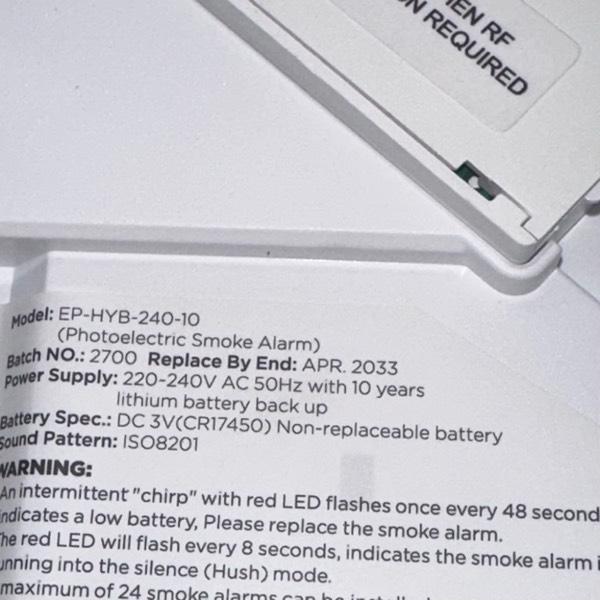 EN RF
N REQUIRED
Model: EP-HYB-240-10
(Photoelectric Smoke Alarm)
Batch NO.: 2700 Replace By End: APR. 2033
Power Supply: 220-240V AC 50Hz with 10 years
lithium battery back up
Battery Spec.: DC 3V(CR17450) Non-replaceable battery
Sound Pattern: ISO8201
WARNING:
An intermittent "chirp" with red LED flashes once every 48 second
indicates a low battery, Please replace the smoke alarm.
The red LED will flash every 8 seconds, indicates the smoke alarm i
unning into the silence (Hush) mode.
maximum of 24 smoke alarms can be